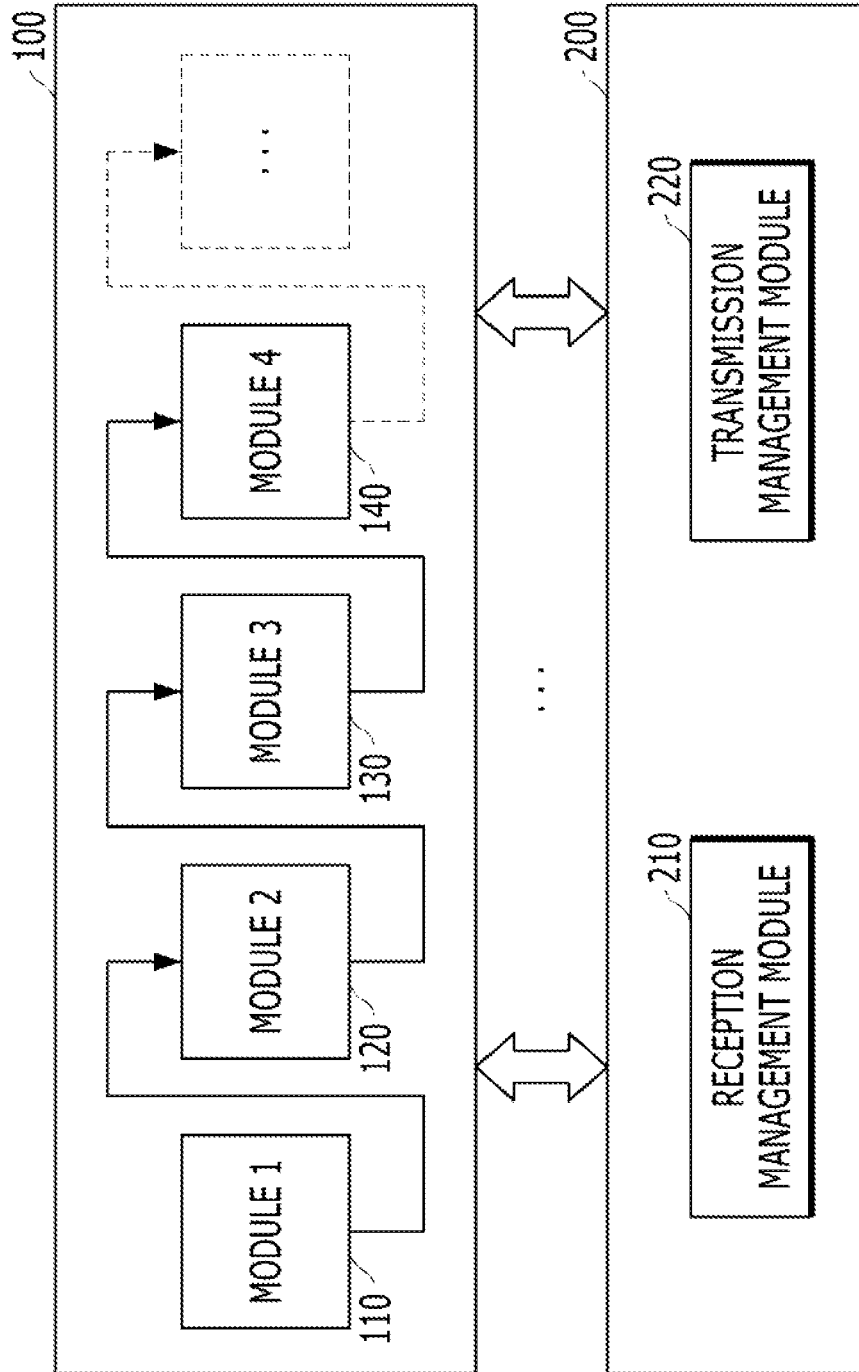 100
MODULE 1
110
MODULE 2
120
MODULE 3
130
MODULE 4
140
...
...
200
RECEPTION
MANAGEMENT MODULE
210
TRANSMISSION
MANAGEMENT MODULE
220